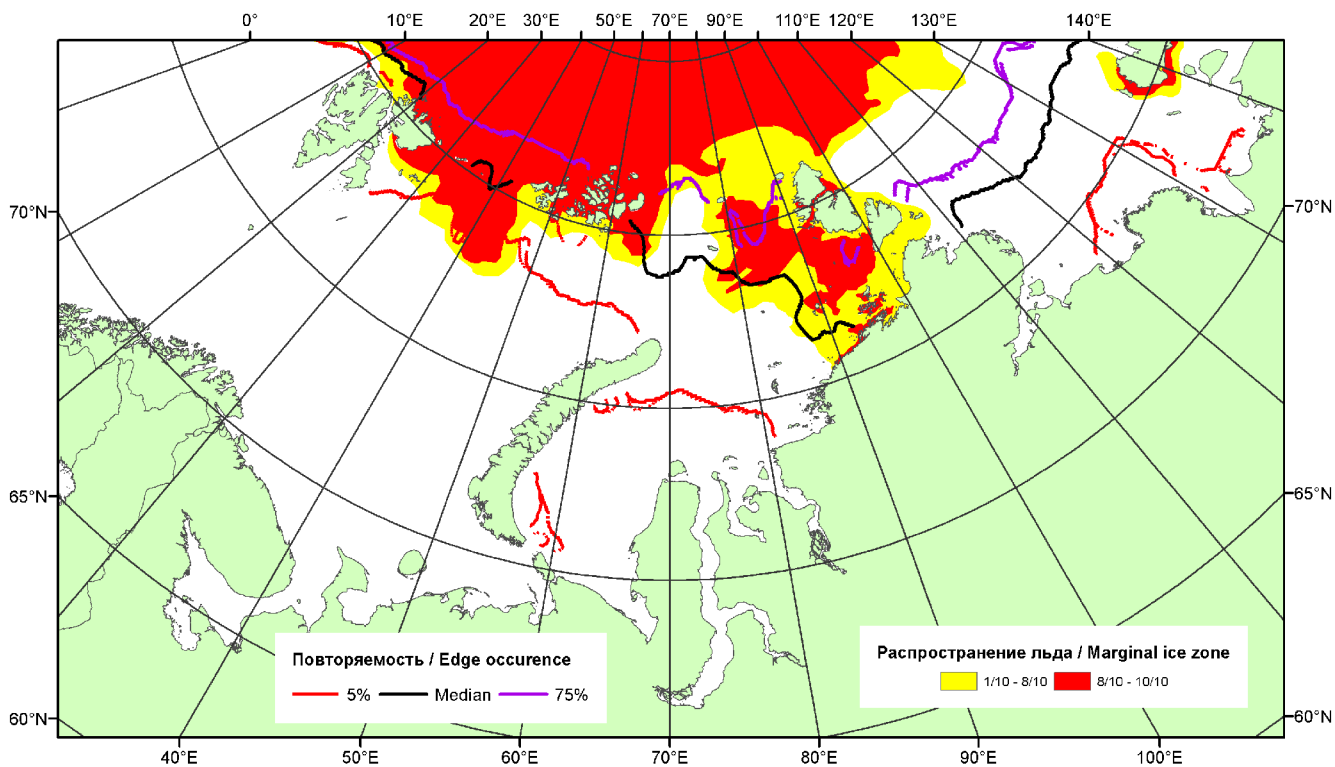 0° 10°E 20°E 30°E 50°E 70°E 90°E 110°E 120°E 130°E 140°E
70°N 70°N
65°N 65°N
Повторяемость / Edge occurence
5% Median 75%
Распространение льда / Marginal ice zone
1/10 - 8/10 8/10 - 10/10
60°N 60°N
40°E 50°E 60°E 70°E 80°E 90°E 100°E